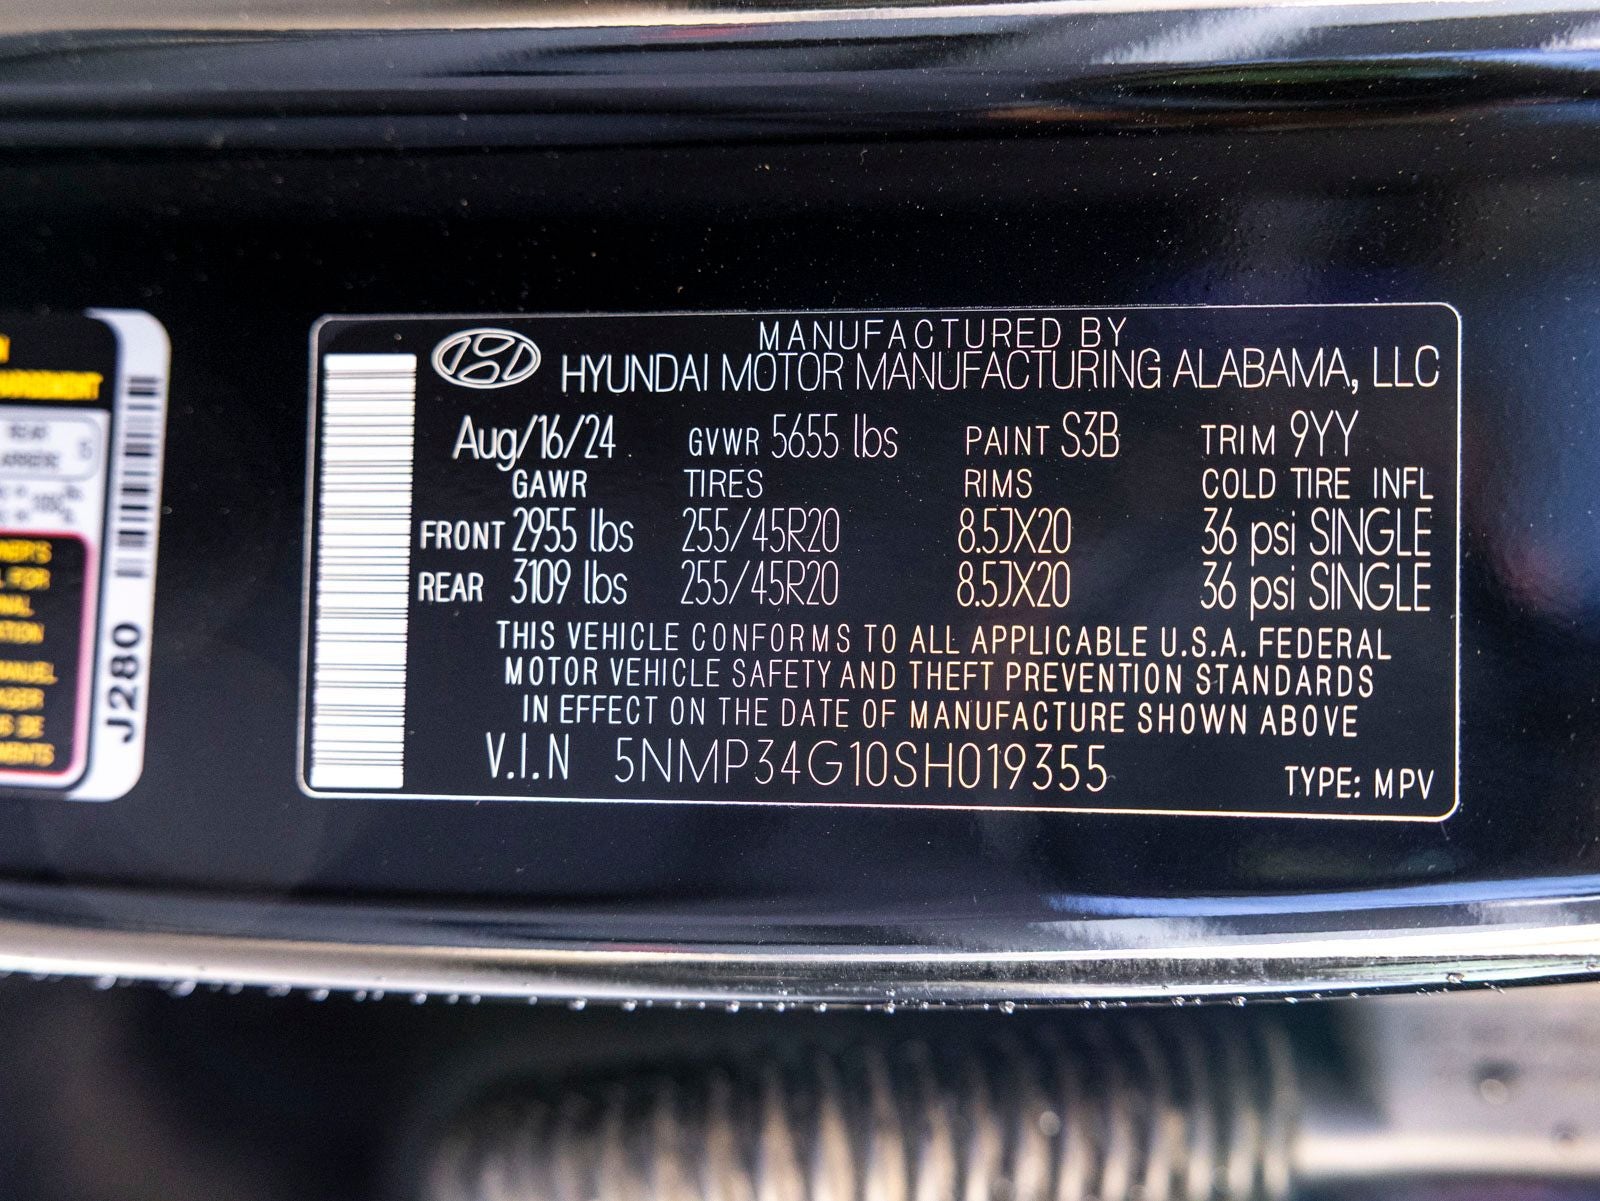 MANUFACTURED BY
HYUNDAI MOTOR MANUFACTURING ALABAMA, LLC
Aug/16/24 GVWR 5655 lbs PAINT S3B TRIM 9YY
GAWR TIRES RIMS COLD TIRE INFL
FRONT 2955 lbs 255/45R20 8.5JX20 36 psi SINGLE
REAR 3109 lbs 255/45R20 8.5JX20 36 psi SINGLE
THIS VEHICLE CONFORMS TO ALL APPLICABLE U.S.A. FEDERAL
MOTOR VEHICLE SAFETY AND THEFT PREVENTION STANDARDS
IN EFFECT ON THE DATE OF MANUFACTURE SHOWN ABOVE
V.I.N 5NMP34G10SH019355
TYPE: MPV
J280